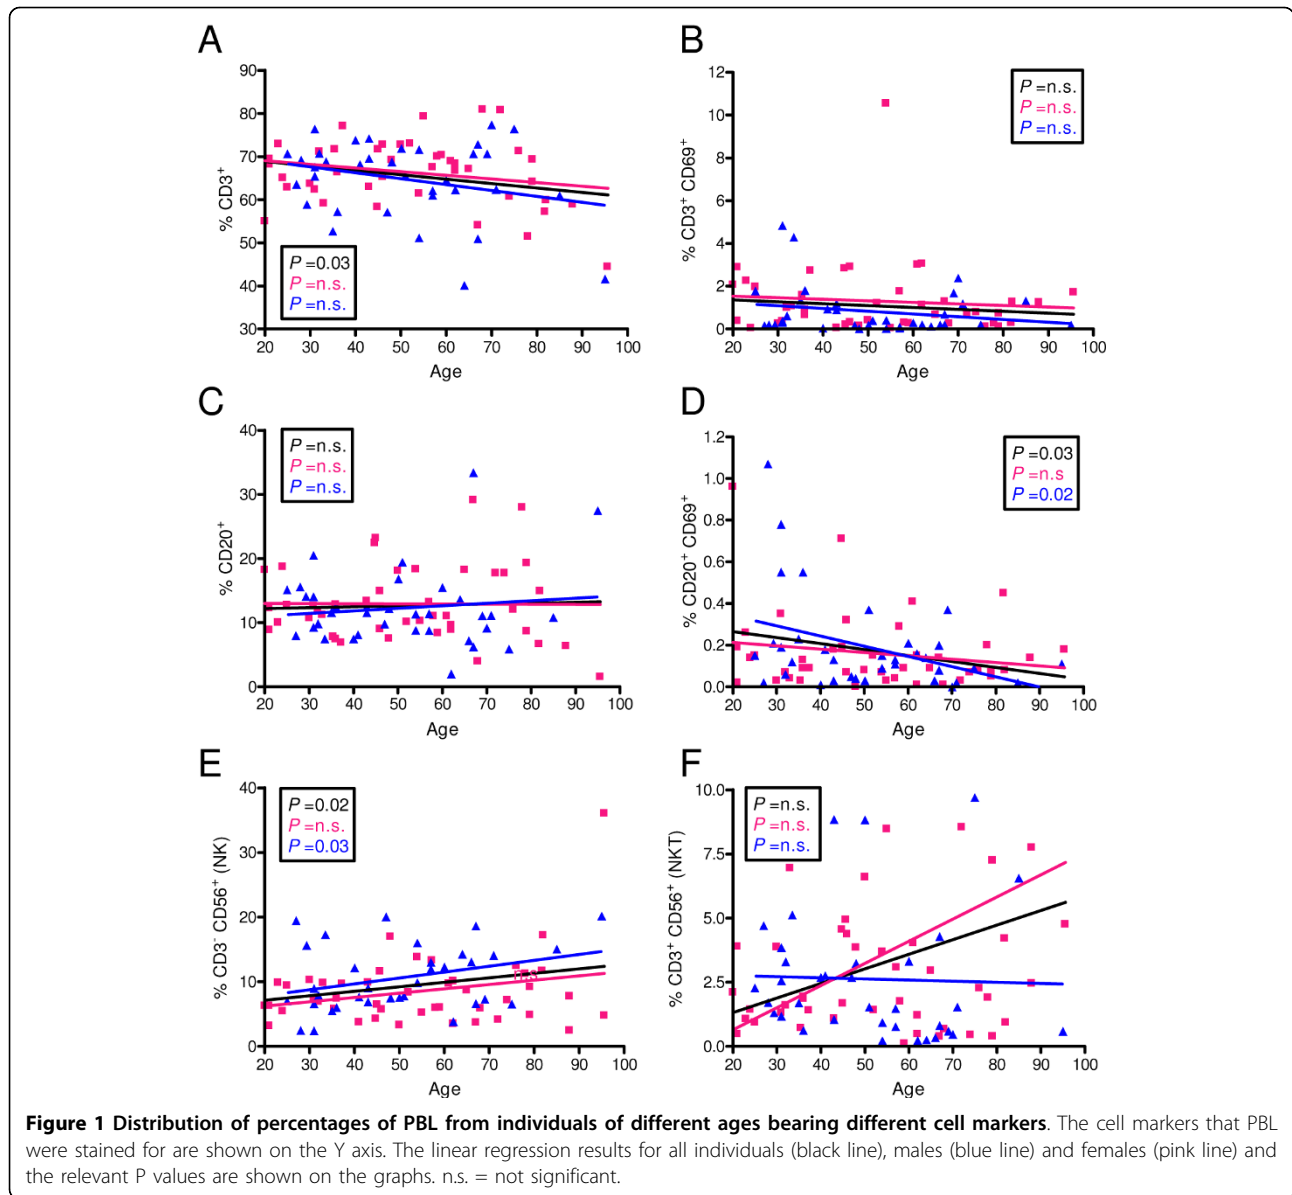 A
90
80
70
60
50
40
30
% CD3+
P=0.03
P=n.s.
P=n.s.
20 30 40 50 60 70 80 90 100
Age
B
12
10
8
6
4
2
0
% CD3+ CD69+
P=n.s.
P=n.s.
P=n.s.
20 30 40 50 60 70 80 90 100
Age
C
40
30
20
10
0
% CD20+
P=n.s.
P=n.s.
P=n.s.
20 30 40 50 60 70 80 90 100
Age
D
1.2
1.0
0.8
0.6
0.4
0.2
0.0
% CD20+ CD69+
P=0.03
P=n.s
P=0.02
20 30 40 50 60 70 80 90 100
Age
E
40
30
20
10
0
% CD3- CD56+ (NK)
P=0.02
P=n.s.
P=0.03
n.s
20 30 40 50 60 70 80 90 100
Age
F
10.0
7.5
5.0
2.5
0.0
% CD3+ CD56+ (NKT)
P=n.s.
P=n.s.
P=n.s.
20 30 40 50 60 70 80 90 100
Age
Figure 1 Distribution of percentages of PBL from individuals of different ages bearing different cell markers. The cell markers that PBL
were stained for are shown on the Y axis. The linear regression results for all individuals (black line), males (blue line) and females (pink line) and
the relevant P values are shown on the graphs. n.s. = not significant.